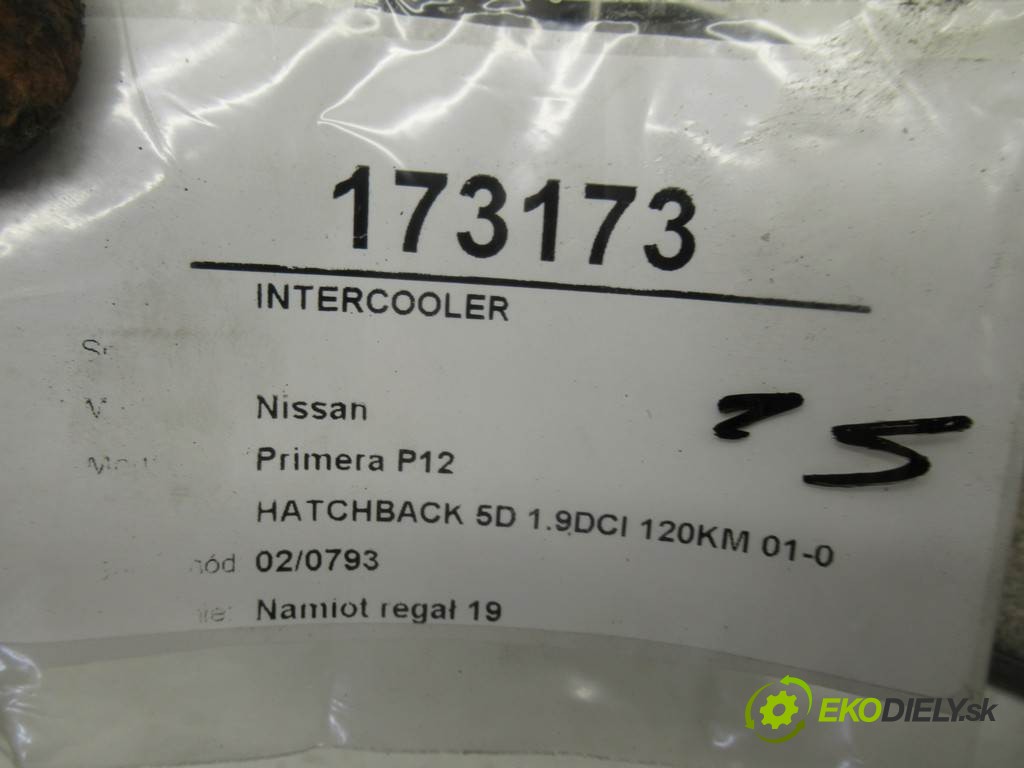 173173
INTERCOOLER
Nissan
Primera P12
HATCHBACK 5D 1.9DCI 120KM 01-0
02/0793
Namiot regał 19
EKODIELY.sk